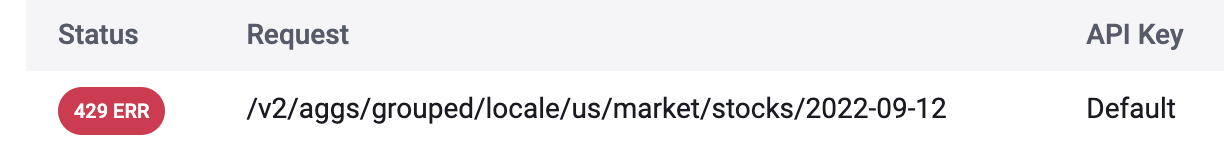 Status Request API Key
429 ERR /v2/aggs/grouped/locale/us/market/stocks/2022-09-12 Default